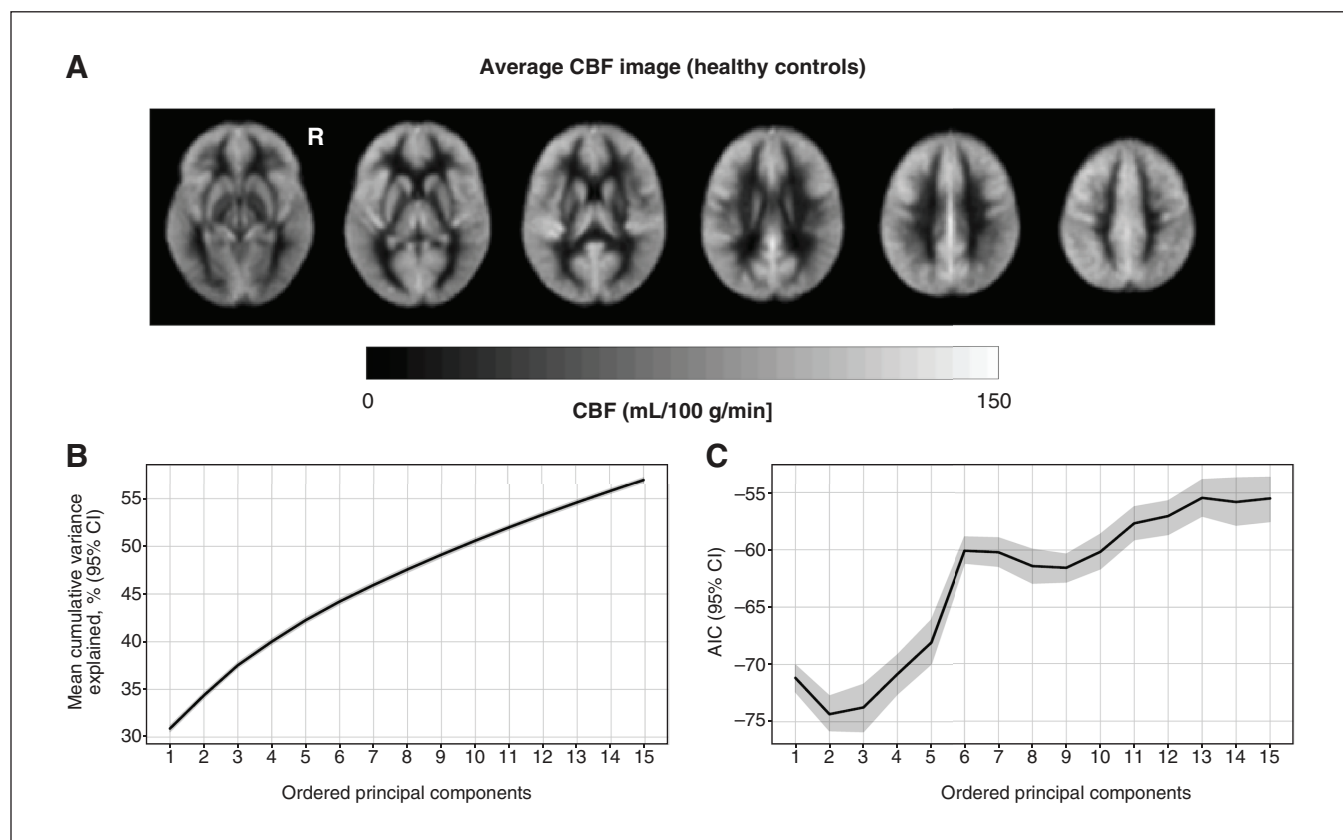 A
Average CBF image (healthy controls)
R
0
150
CBF (mL/100 g/min]
B
Mean cumulative variance
explained, % (95% CI)
55
50
45
40
35
30
1 2 3 4 5 6 7 8 9 10 11 12 13 14 15
Ordered principal components
C
AIC (95% CI)
−55
−60
−65
−70
−75
1 2 3 4 5 6 7 8 9 10 11 12 13 14 15
Ordered principal components